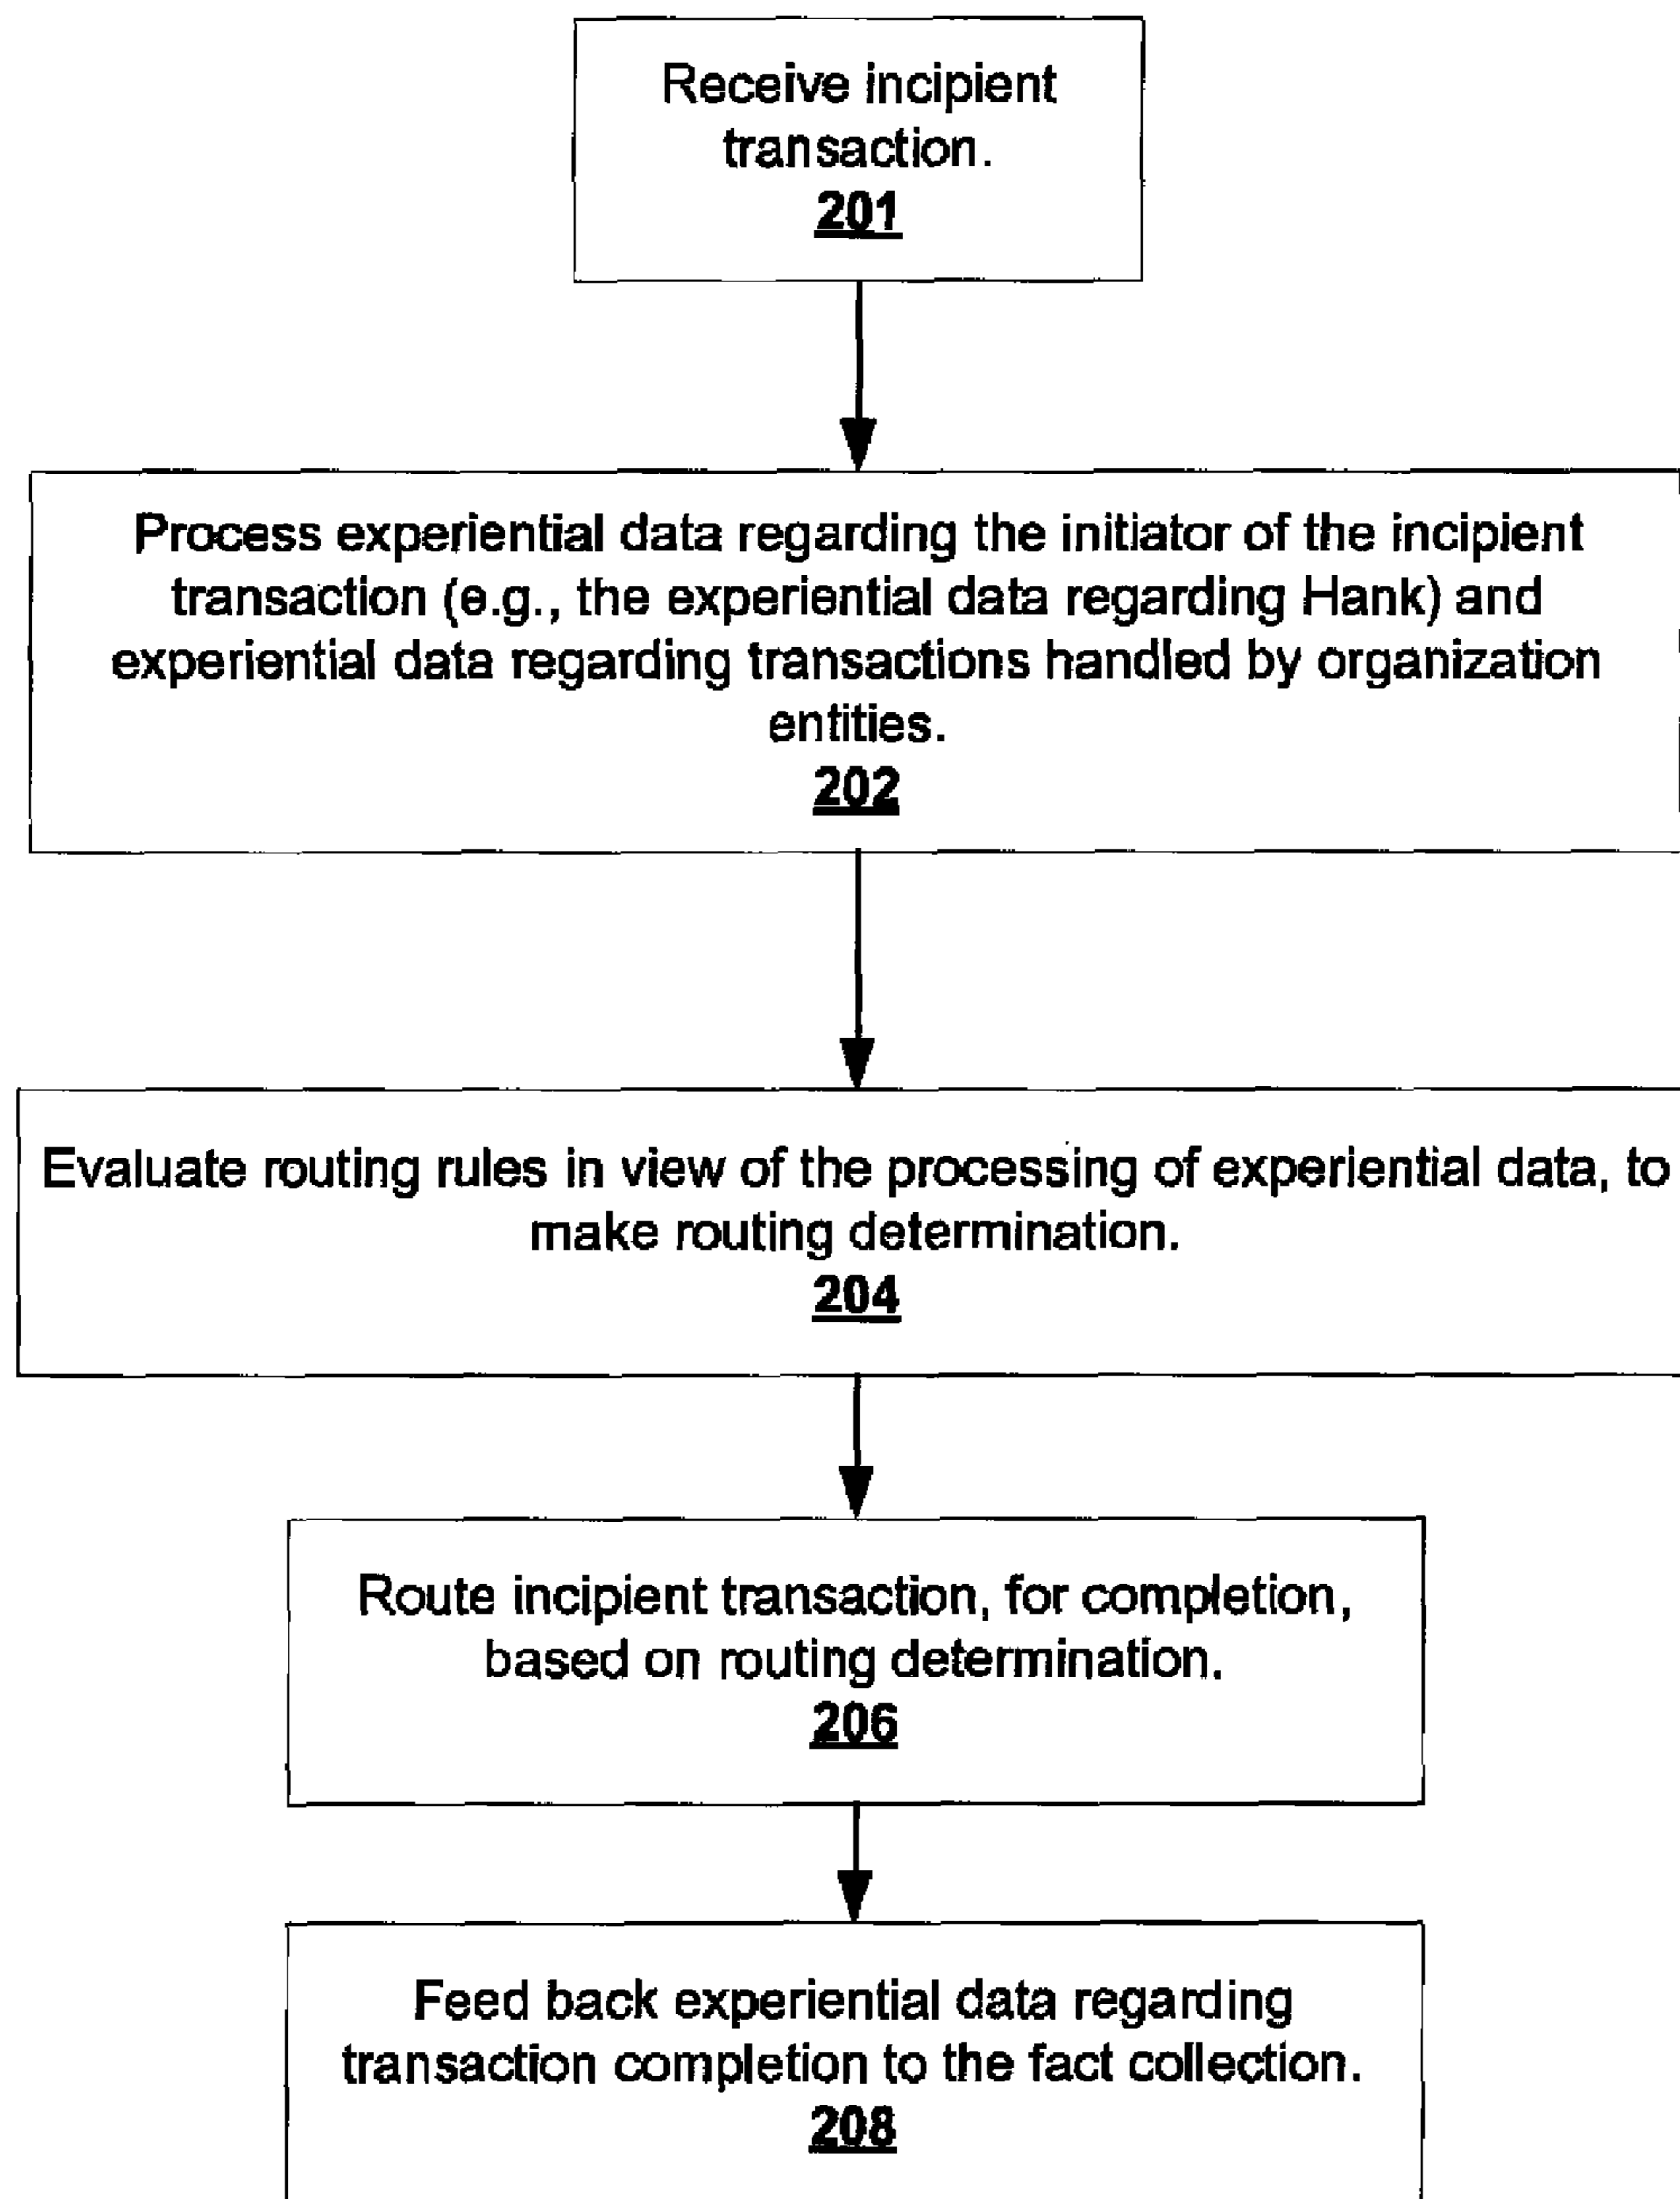 Receive incipient
transaction.
201
Process experiential data regarding the initiator of the incipient
transaction (e.g., the experiential data regarding Hank) and
experiential data regarding transactions handled by organization
entities.
202
Evaluate routing rules in view of the processing of experiential data, to
make routing determination.
204
Route incipient transaction, for completion,
based on routing determination.
206
Feed back experiential data regarding
transaction completion to the fact collection.
208